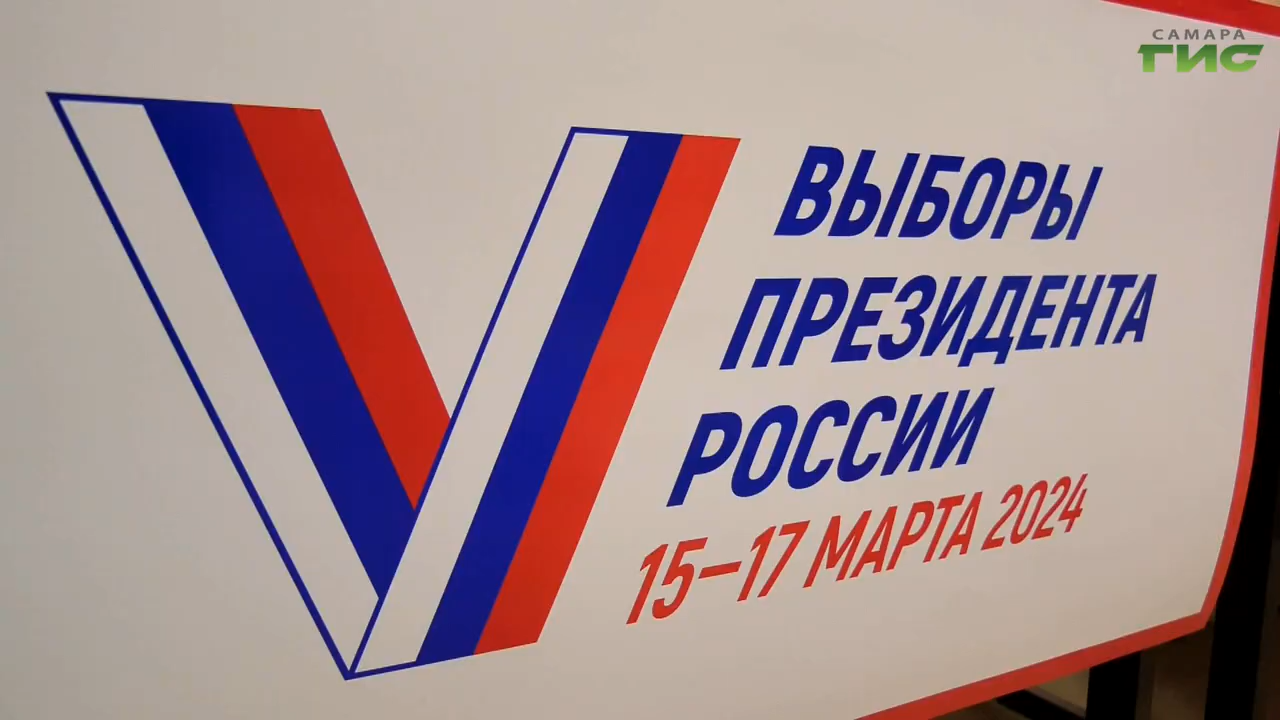 САМАРА
ГИС
ВЫБОРЫ
ПРЕЗИДЕНТА
РОССИИ
15–17 МАРТА 2024